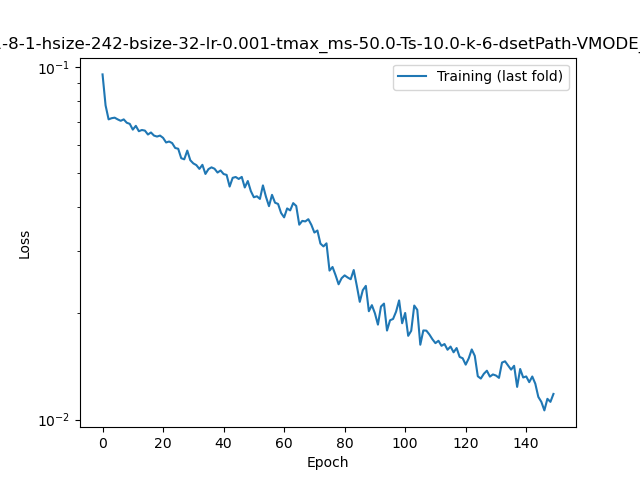 -8-1-hsize-242-bsize-32-lr-0.001-tmax_ms-50.0-Ts-10.0-k-6-dsetPath-VMODE_
Training (last fold)
10⁻¹
Loss
10⁻²
0 20 40 60 80 100 120 140
Epoch